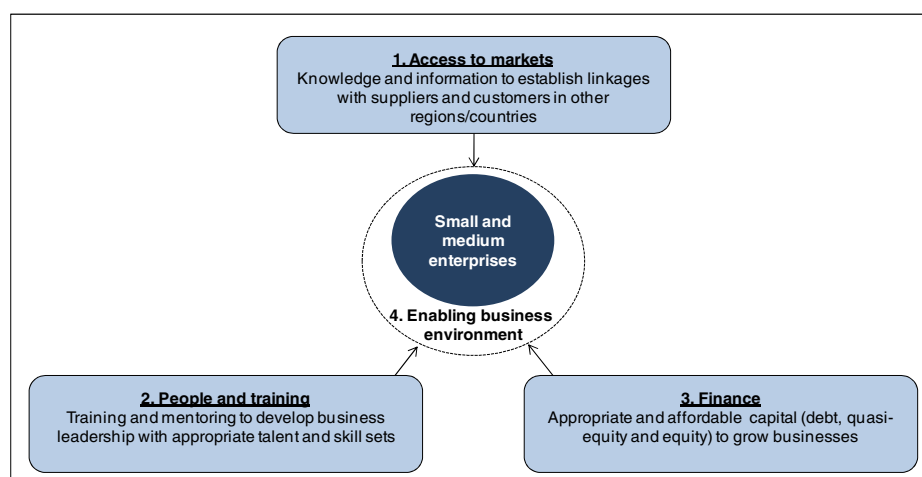 1. Access to markets
Knowledge and information to establish linkages
with suppliers and customers in other
regions/countries
Small and
medium
enterprises
4. Enabling business
environment
2. People and training
Training and mentoring to develop business
leadership with appropriate talent and skill sets
3. Finance
Appropriate and affordable capital (debt, quasi-
equity and equity) to grow businesses